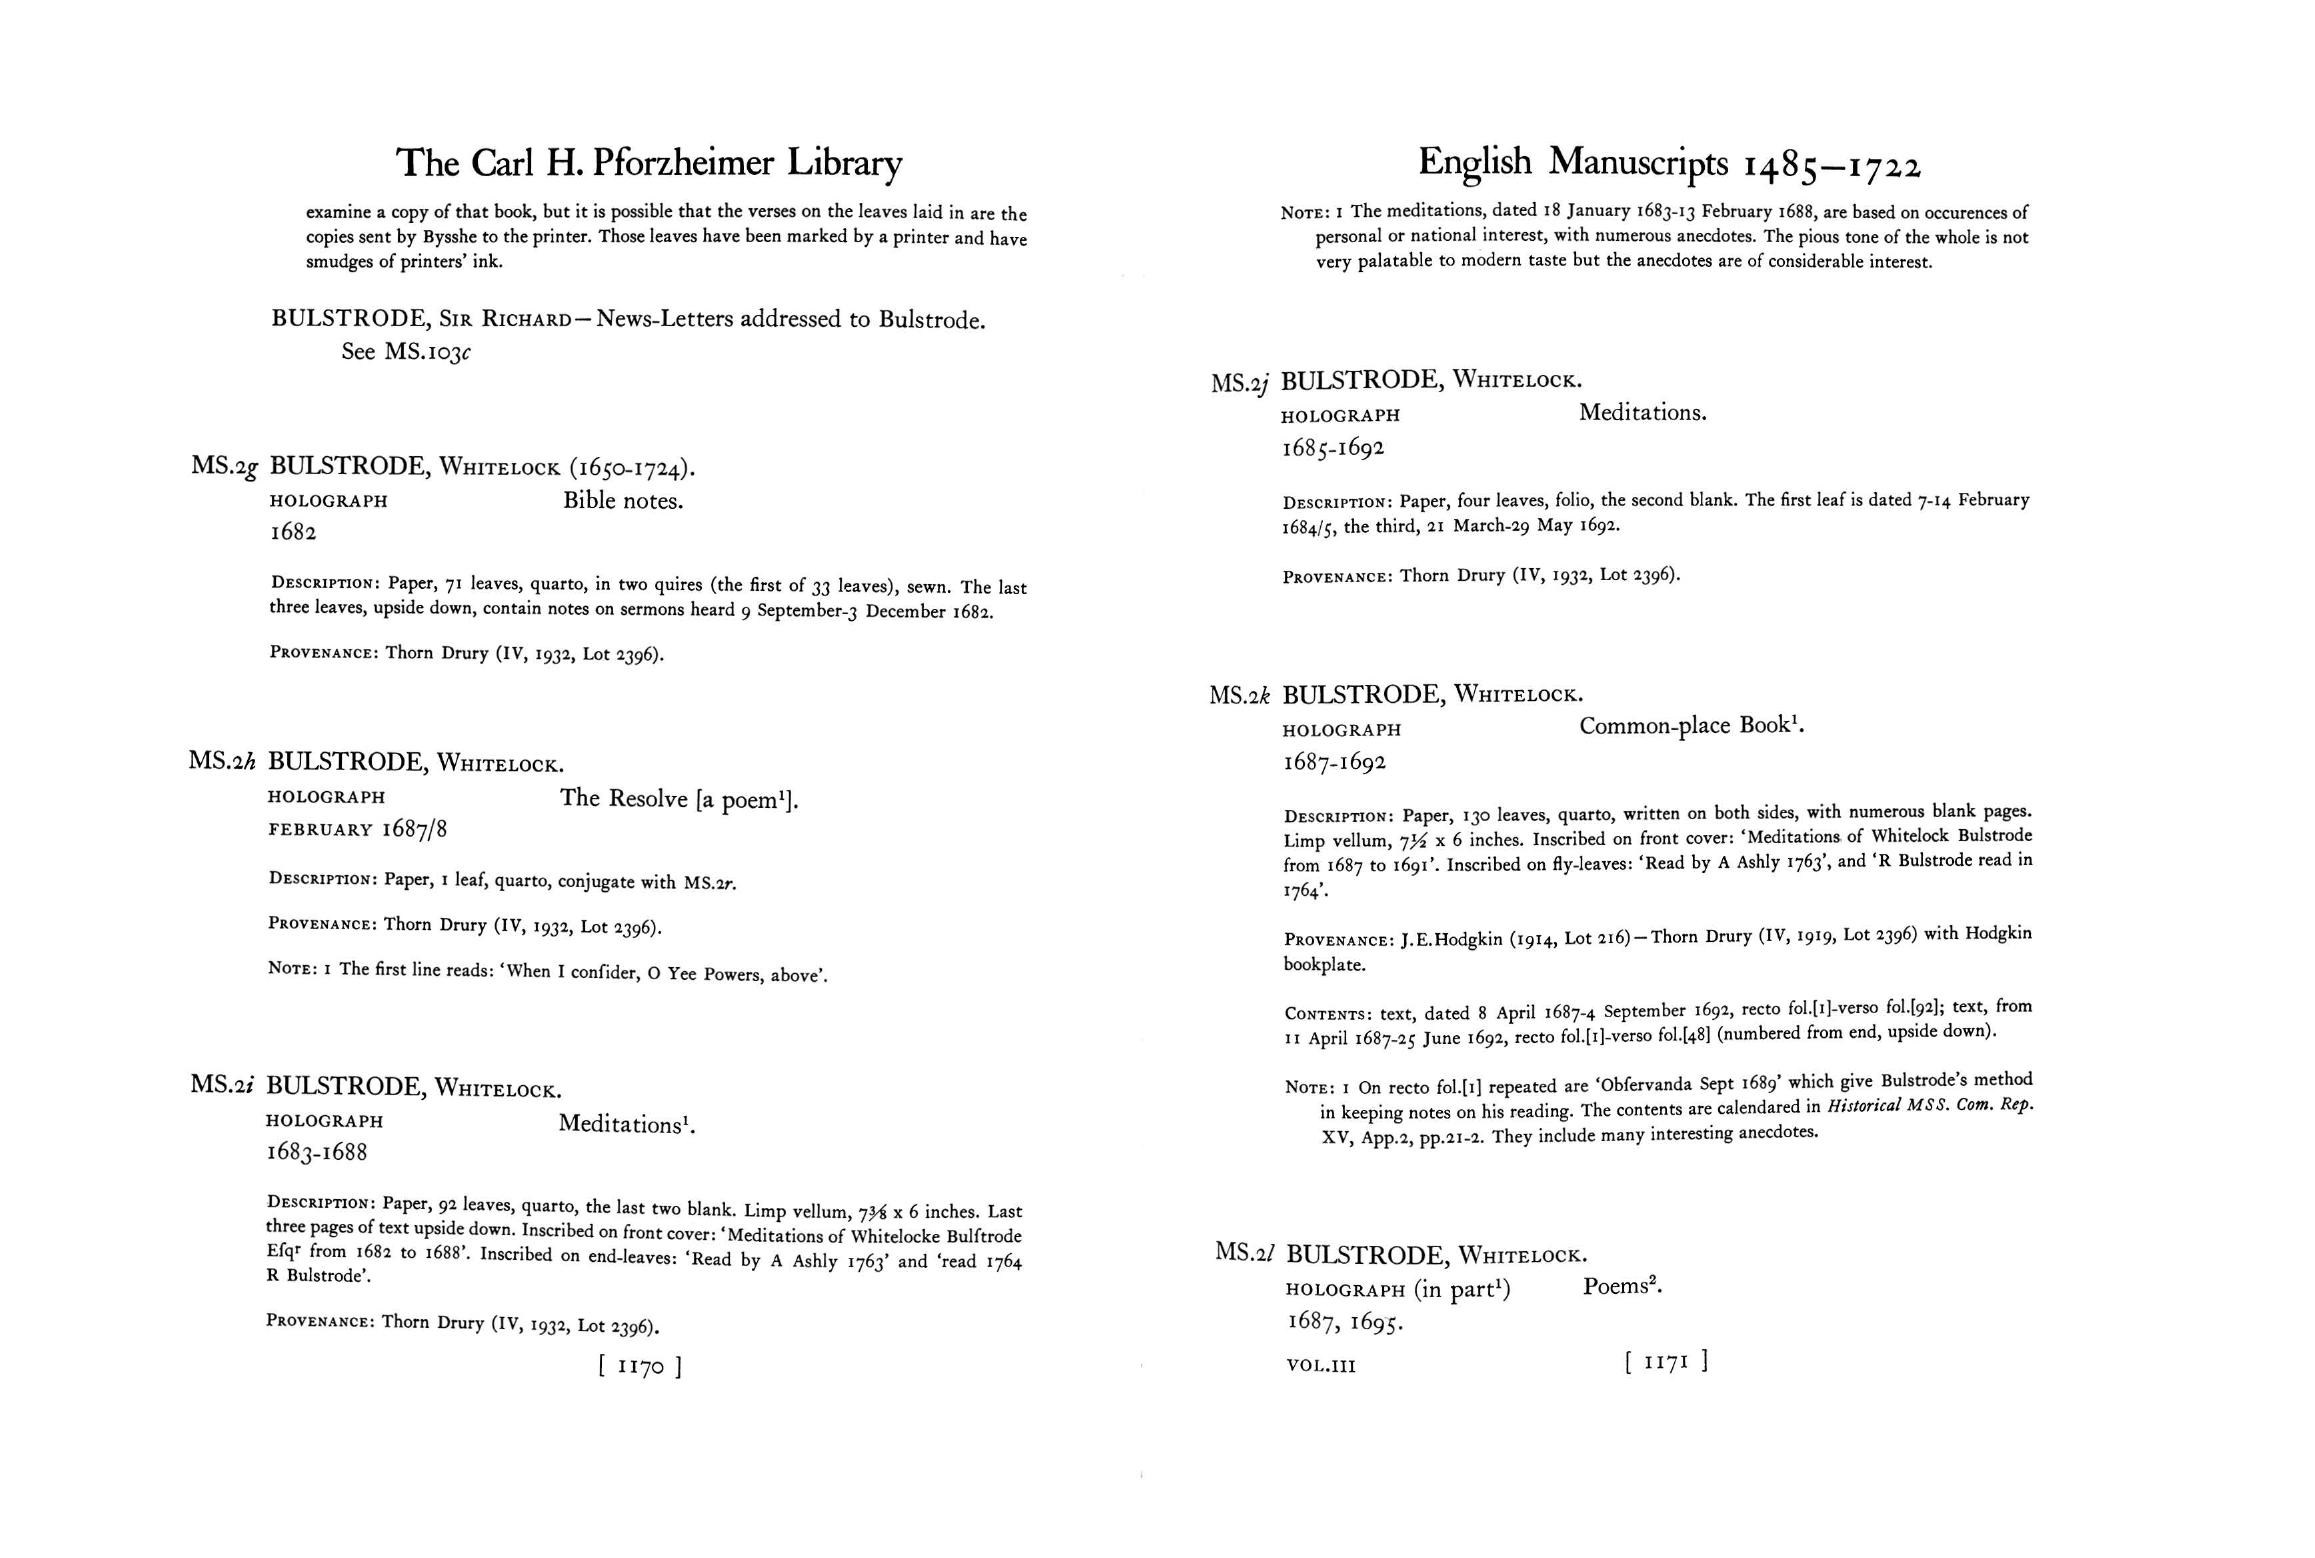 The Carl H. Pforzheimer Library
examine a copy of that book, but it is possible that the verses on the leaves laid in are the
copies sent by Bysshe to the printer. Those leaves have been marked by a printer and have
smudges of printers' ink.
BULSTRODE, SIR RICHARD—News-Letters addressed to Bulstrode.
See MS.103c
MS.2g BULSTRODE, WHITELOCK (1650-1724).
HOLOGRAPH Bible notes.
1682
DESCRIPTION: Paper, 71 leaves, quarto, in two quires (the first of 33 leaves), sewn. The last
three leaves, upside down, contain notes on sermons heard 9 September-3 December 1682.
PROVENANCE: Thorn Drury (IV, 1932, Lot 2396).
MS.2h BULSTRODE, WHITELOCK.
HOLOGRAPH The Resolve [a poem¹].
FEBRUARY 1687/8
DESCRIPTION: Paper, 1 leaf, quarto, conjugate with MS.2r.
PROVENANCE: Thorn Drury (IV, 1932, Lot 2396).
NOTE: 1 The first line reads: 'When I conſider, O Yee Powers, above'.
MS.2i BULSTRODE, WHITELOCK.
HOLOGRAPH Meditations¹.
1683-1688
DESCRIPTION: Paper, 92 leaves, quarto, the last two blank. Limp vellum, 7⅜ x 6 inches. Last
three pages of text upside down. Inscribed on front cover: 'Meditations of Whitelocke Bulſtrode
Eſqʳ from 1682 to 1688'. Inscribed on end-leaves: 'Read by A Ashly 1763' and 'read 1764
R Bulstrode'.
PROVENANCE: Thorn Drury (IV, 1932, Lot 2396).
[ 1170 ]
English Manuscripts 1485—1722
NOTE: 1 The meditations, dated 18 January 1683-13 February 1688, are based on occurences of
personal or national interest, with numerous anecdotes. The pious tone of the whole is not
very palatable to modern taste but the anecdotes are of considerable interest.
MS.2j BULSTRODE, WHITELOCK.
HOLOGRAPH Meditations.
1685-1692
DESCRIPTION: Paper, four leaves, folio, the second blank. The first leaf is dated 7-14 February
1684/5, the third, 21 March-29 May 1692.
PROVENANCE: Thorn Drury (IV, 1932, Lot 2396).
MS.2k BULSTRODE, WHITELOCK.
HOLOGRAPH Common-place Book¹.
1687-1692
DESCRIPTION: Paper, 130 leaves, quarto, written on both sides, with numerous blank pages.
Limp vellum, 7½ x 6 inches. Inscribed on front cover: 'Meditations of Whitelock Bulstrode
from 1687 to 1691'. Inscribed on fly-leaves: 'Read by A Ashly 1763', and 'R Bulstrode read in
1764'.
PROVENANCE: J.E.Hodgkin (1914, Lot 216)—Thorn Drury (IV, 1919, Lot 2396) with Hodgkin
bookplate.
CONTENTS: text, dated 8 April 1687-4 September 1692, recto fol.[1]-verso fol.[92]; text, from
11 April 1687-25 June 1692, recto fol.[1]-verso fol.[48] (numbered from end, upside down).
NOTE: 1 On recto fol.[1] repeated are 'Obſervanda Sept 1689' which give Bulstrode's method
in keeping notes on his reading. The contents are calendared in Historical MSS. Com. Rep.
XV, App.2, pp.21-2. They include many interesting anecdotes.
MS.2l BULSTRODE, WHITELOCK.
HOLOGRAPH (in part¹) Poems².
1687, 1695.
VOL.III [ 1171 ]